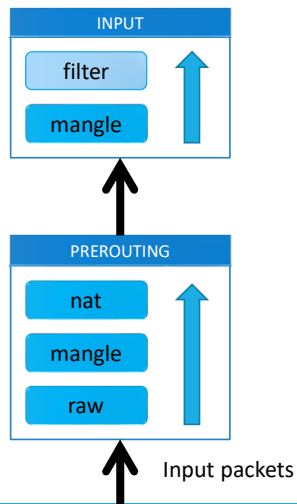 INPUT
filter
mangle
PREROUTING
nat
mangle
raw
Input packets